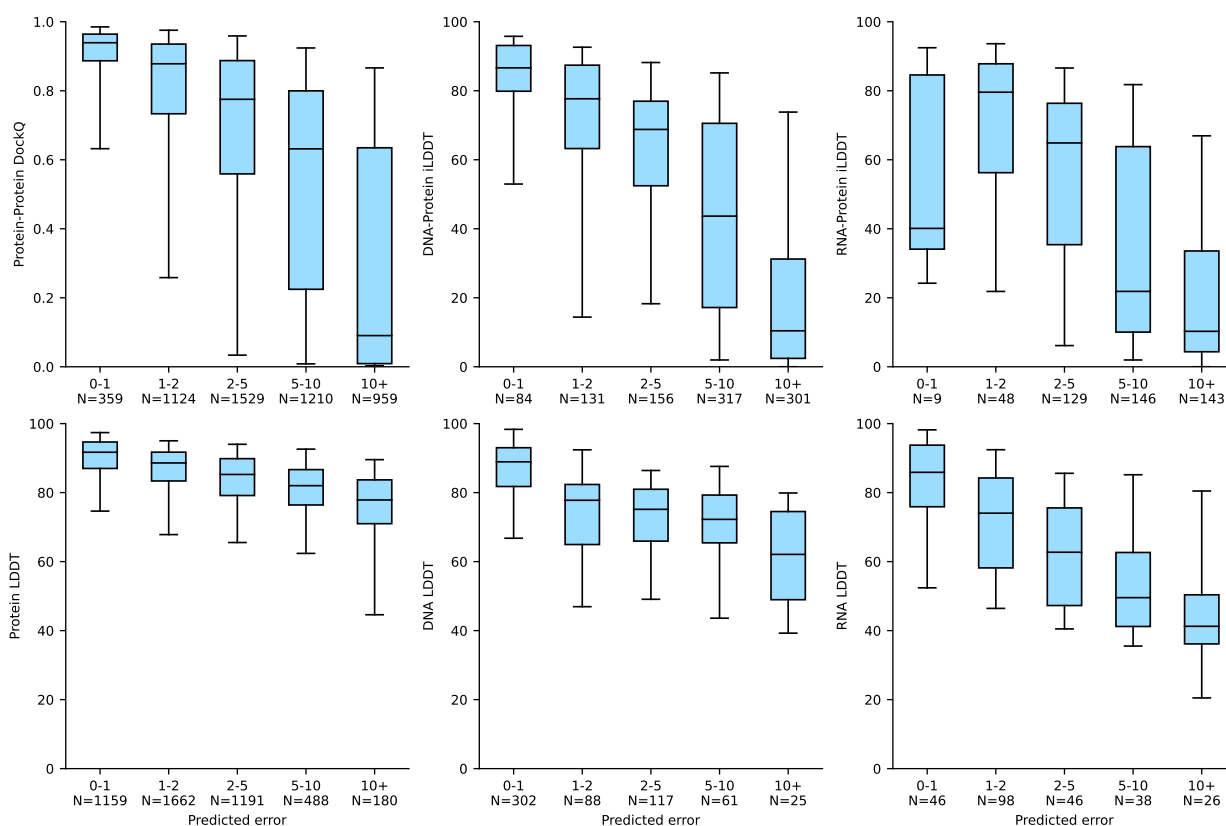 Protein-Protein DockQ
1.0
0.8
0.6
0.4
0.2
0.0
0-1 1-2 2-5 5-10 10+
N=359 N=1124 N=1529 N=1210 N=959
DNA-Protein iLDDT
100
80
60
40
20
0
0-1 1-2 2-5 5-10 10+
N=84 N=131 N=156 N=317 N=301
RNA-Protein iLDDT
100
80
60
40
20
0
0-1 1-2 2-5 5-10 10+
N=9 N=48 N=129 N=146 N=143
Protein LDDT
100
80
60
40
20
0
0-1 1-2 2-5 5-10 10+
N=1159 N=1662 N=1191 N=488 N=180
Predicted error
DNA LDDT
100
80
60
40
20
0
0-1 1-2 2-5 5-10 10+
N=302 N=88 N=117 N=61 N=25
Predicted error
RNA LDDT
100
80
60
40
20
0
0-1 1-2 2-5 5-10 10+
N=46 N=98 N=46 N=38 N=26
Predicted error